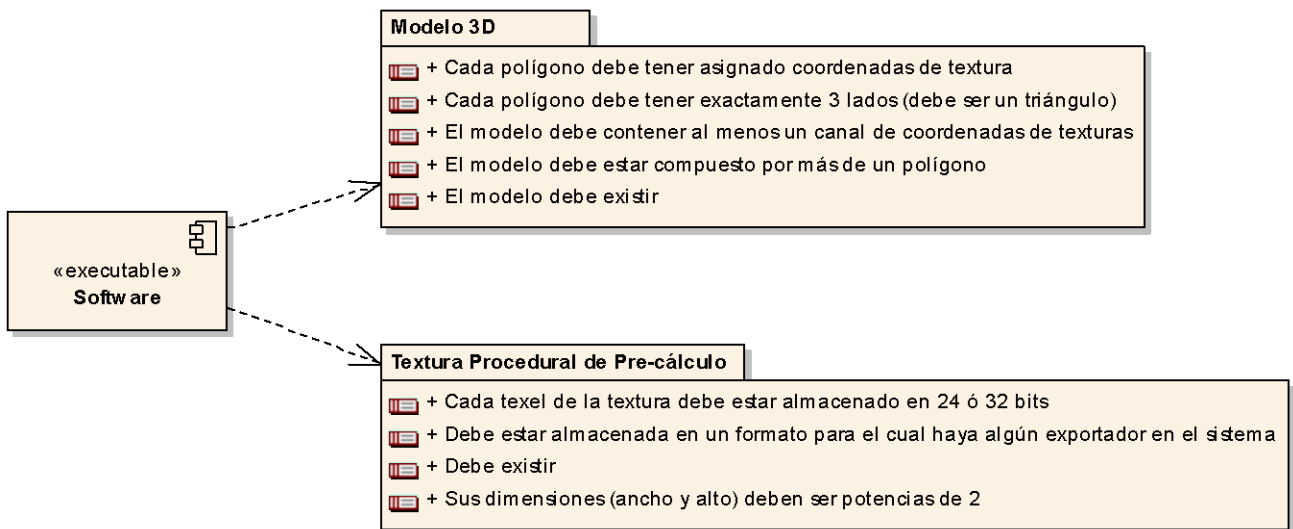 Modelo 3D
+ Cada polígono debe tener asignado coordenadas de textura
+ Cada polígono debe tener exactamente 3 lados (debe ser un triángulo)
+ El modelo debe contener al menos un canal de coordenadas de texturas
+ El modelo debe estar compuesto por más de un polígono
+ El modelo debe existir
«executable»
Software
Textura Procedural de Pre-cálculo
+ Cada texel de la textura debe estar almacenado en 24 ó 32 bits
+ Debe estar almacenada en un formato para el cual haya algún exportador en el sistema
+ Debe existir
+ Sus dimensiones (ancho y alto) deben ser potencias de 2